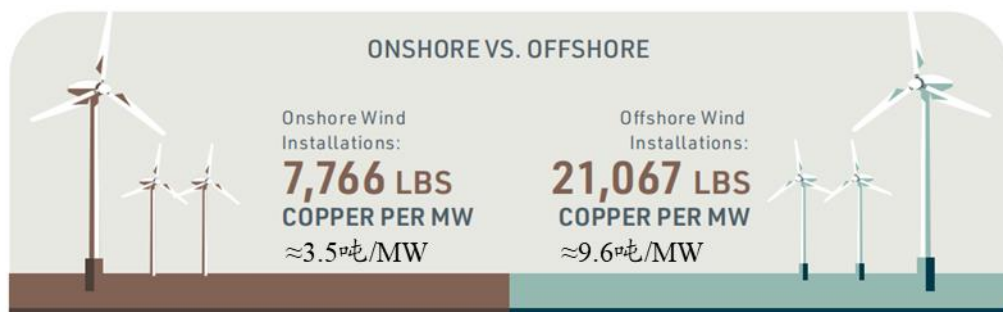 ONSHORE VS. OFFSHORE
Onshore Wind
Installations:
7,766 LBS
COPPER PER MW
≈3.5吨/MW
Offshore Wind
Installations:
21,067 LBS
COPPER PER MW
≈9.6吨/MW